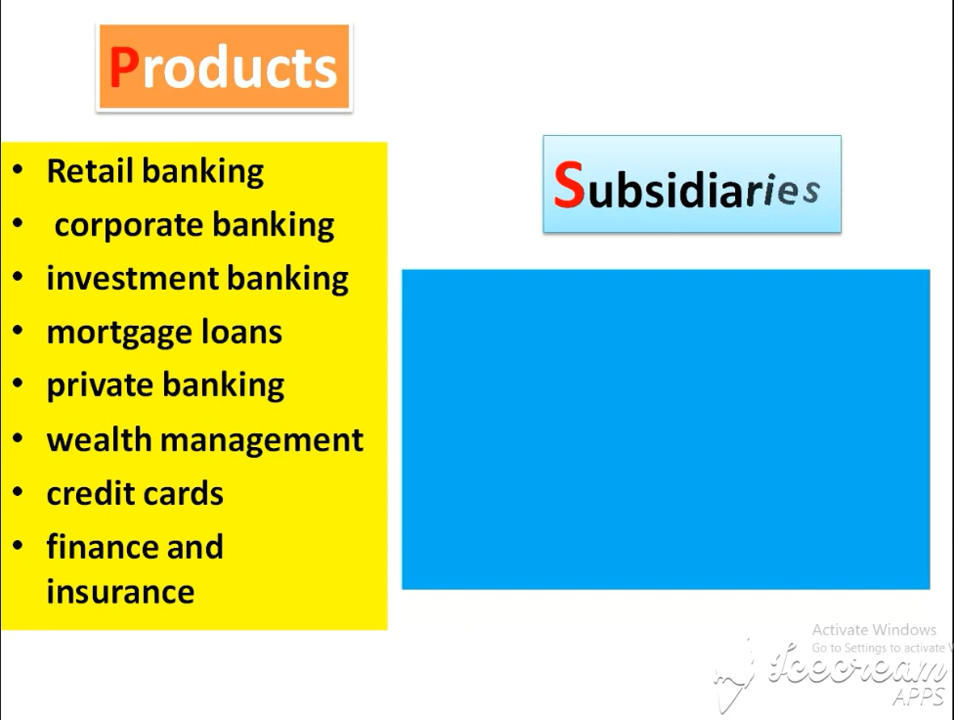 Products
• Retail banking
• corporate banking
• investment banking
• mortgage loans
• private banking
• wealth management
• credit cards
• finance and
insurance
Subsidiaries
Activate Windows
Go to Settings to activate W
Icecream
APPS